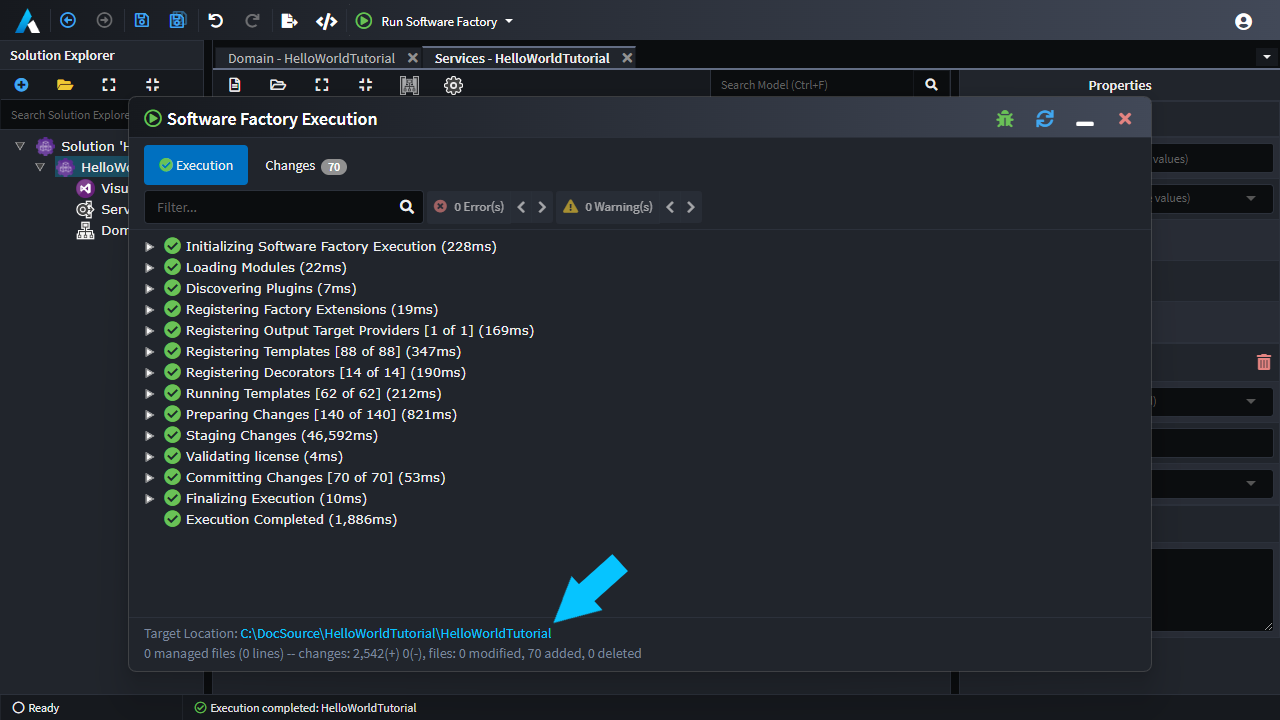 Run Software Factory
Solution Explorer
Domain - HelloWorldTutorial
Services - HelloWorldTutorial
Search Model (Ctrl+F)
Properties
Search Solution Explore
Software Factory Execution
Solution 'H
HelloWo
Visu
Serv
Dom
Execution
Changes 70
Filter...
0 Error(s)
0 Warning(s)
values)
e values)
Initializing Software Factory Execution (228ms)
Loading Modules (22ms)
Discovering Plugins (7ms)
Registering Factory Extensions (19ms)
Registering Output Target Providers [1 of 1] (169ms)
Registering Templates [88 of 88] (347ms)
Registering Decorators [14 of 14] (190ms)
Running Templates [62 of 62] (212ms)
Preparing Changes [140 of 140] (821ms)
Staging Changes (46,592ms)
Validating license (4ms)
Committing Changes [70 of 70] (53ms)
Finalizing Execution (10ms)
Execution Completed (1,886ms)
Target Location: C:\DocSource\HelloWorldTutorial\HelloWorldTutorial
0 managed files (0 lines) -- changes: 2,542(+) 0(-), files: 0 modified, 70 added, 0 deleted
Ready
Execution completed: HelloWorldTutorial